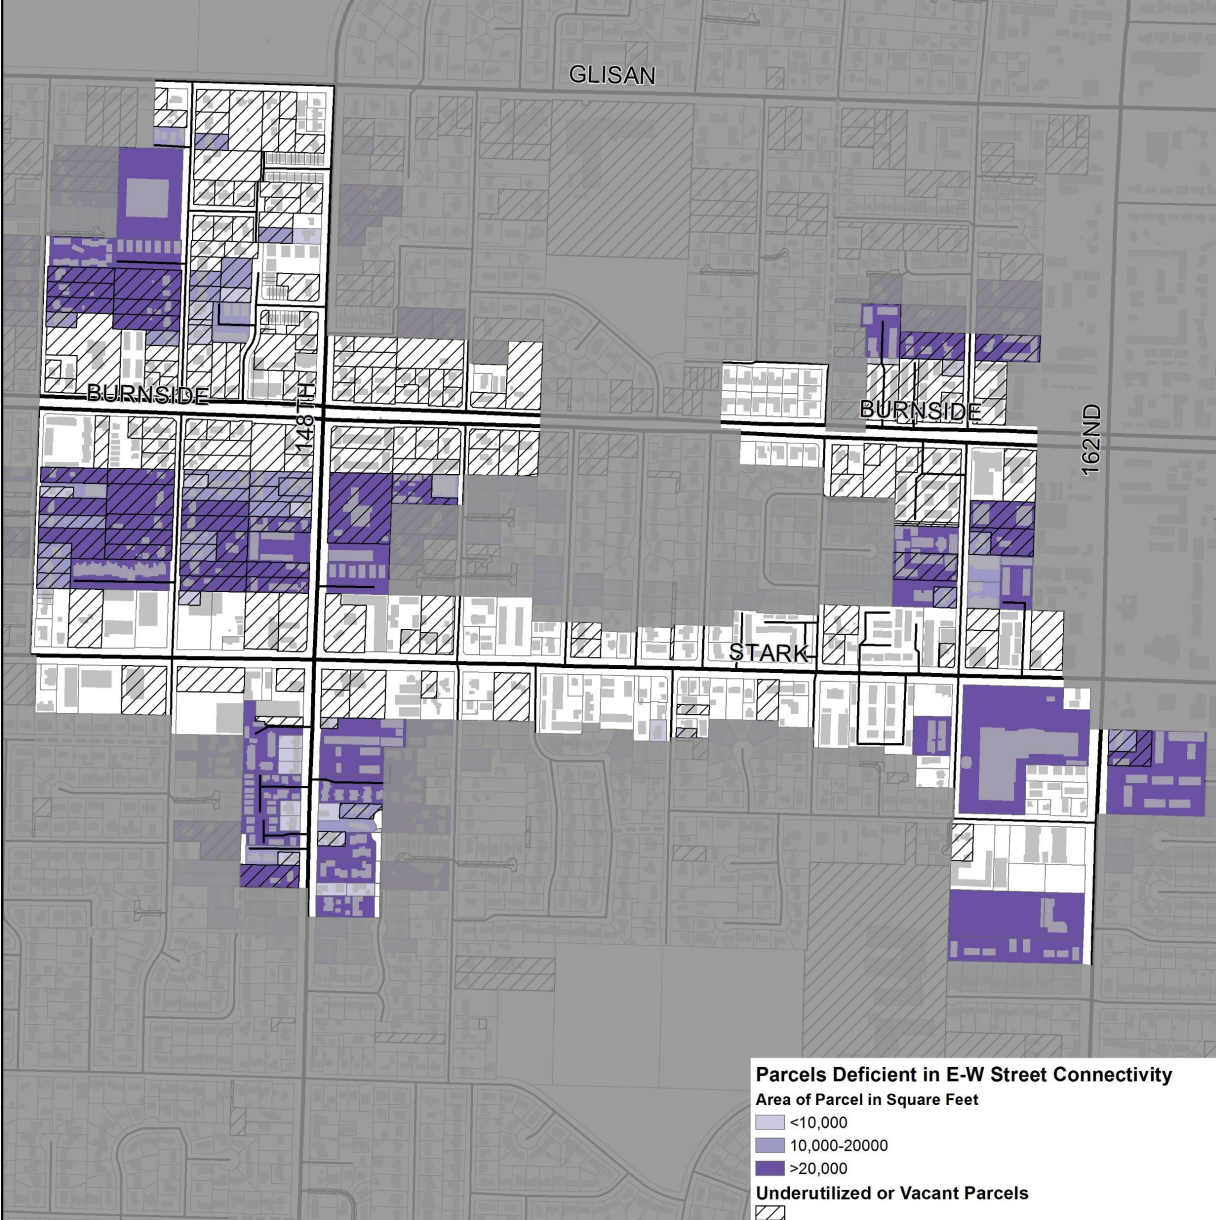 GLISAN
BURNSIDE
148TH
BURNSIDE
162ND
STARK
Parcels Deficient in E-W Street Connectivity
Area of Parcel in Square Feet
<10,000
10,000-20000
>20,000
Underutilized or Vacant Parcels